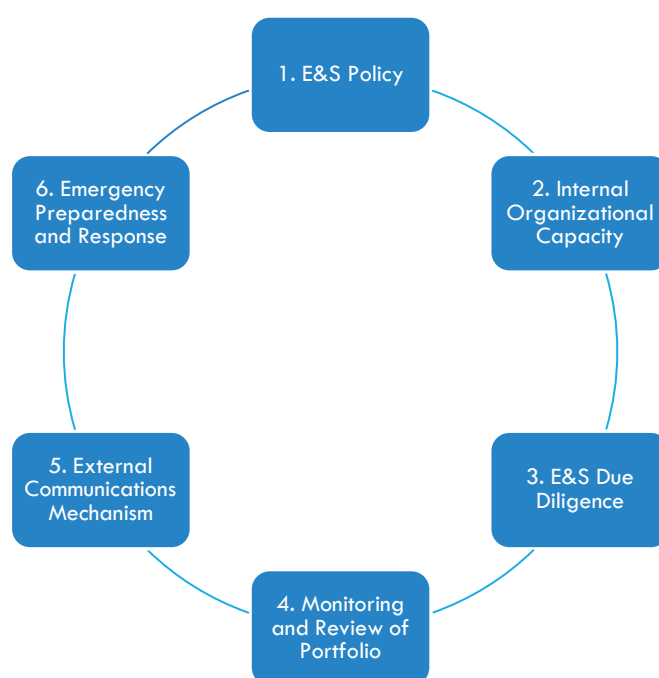 1. E&S Policy
2. Internal
Organizational
Capacity
3. E&S Due
Diligence
4. Monitoring
and Review of
Portfolio
5. External
Communications
Mechanism
6. Emergency
Preparedness
and Response